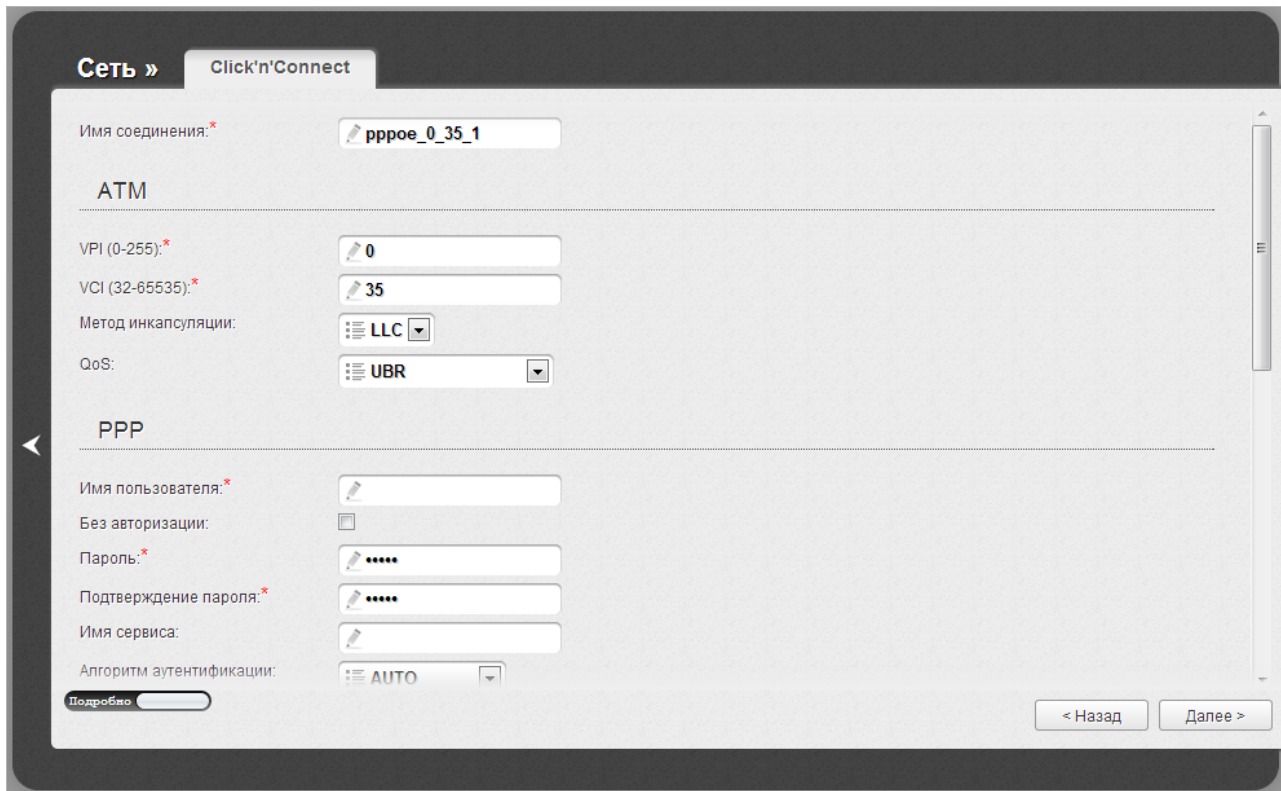 Сеть » Click'n'Connect
Имя соединения:* pppoe_0_35_1
ATM
VPI (0-255):* 0
VCI (32-65535):* 35
Метод инкапсуляции: LLC
QoS: UBR
PPP
Имя пользователя:*
Без авторизации:
Пароль:* •••••
Подтверждение пароля:* •••••
Имя сервиса:
Алгоритм аутентификации: AUTO
Подробно
< Назад Далее >